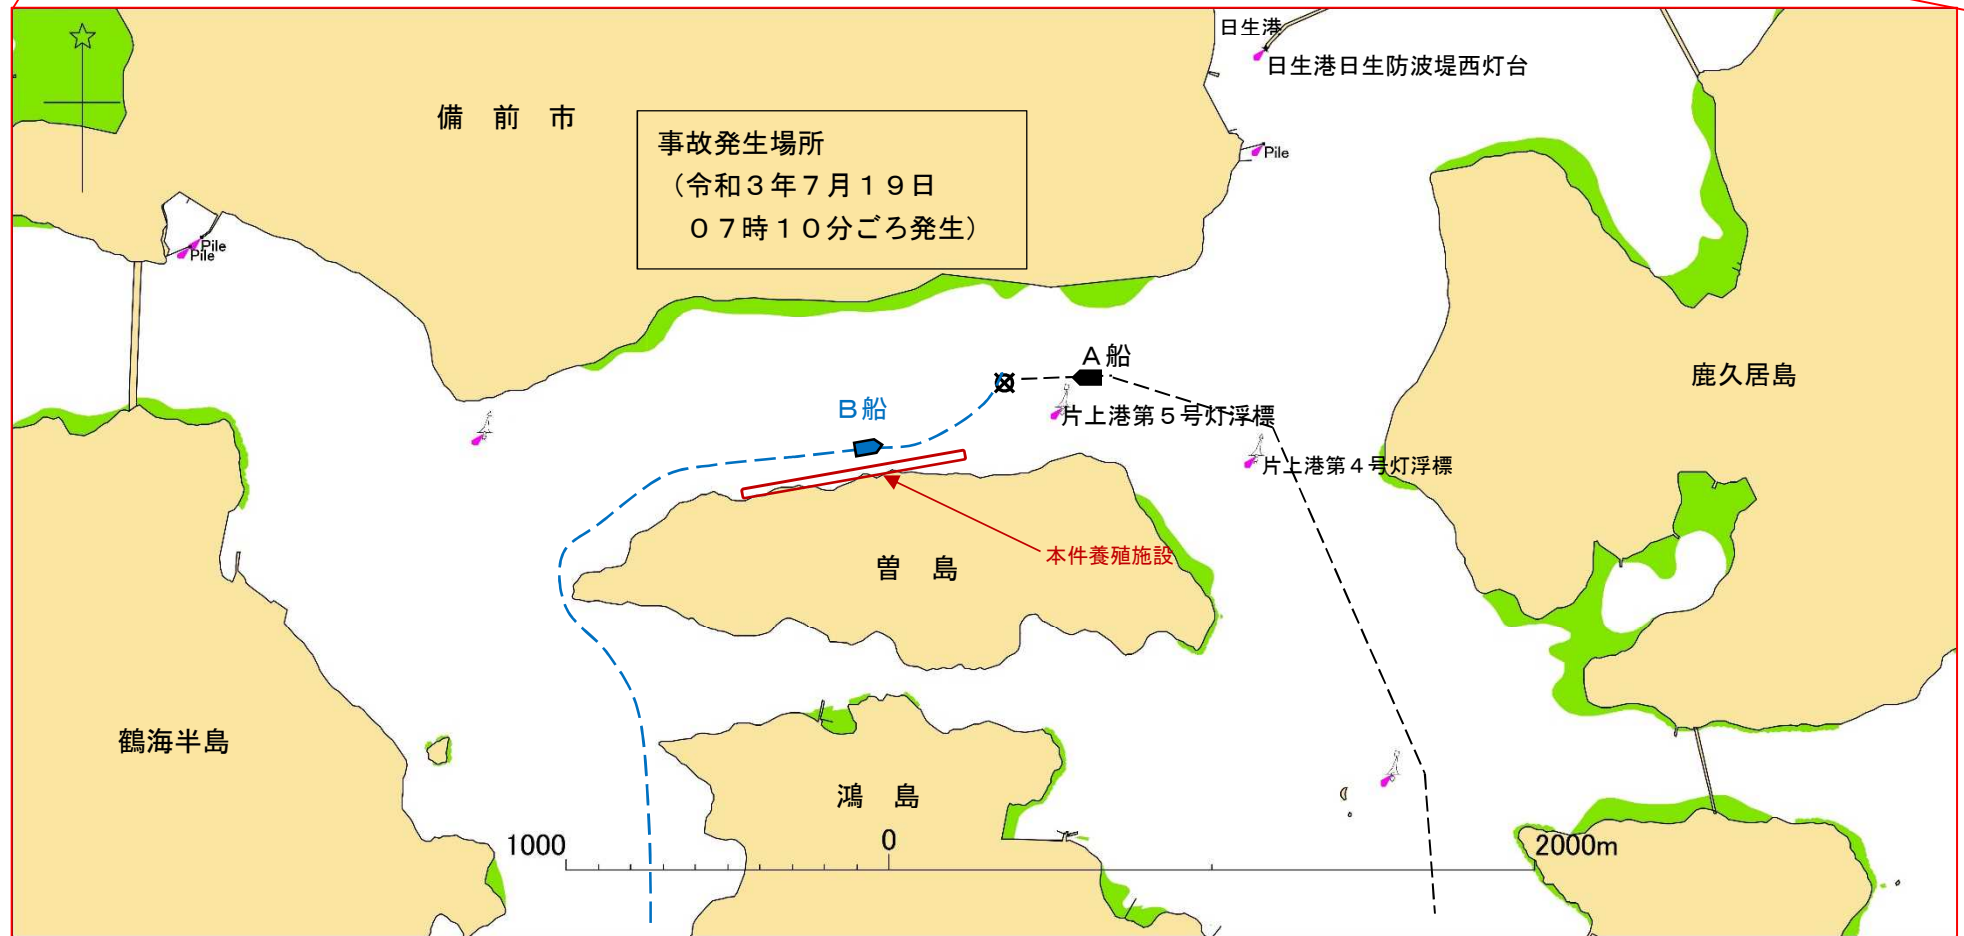 日生港
日生港日生防波堤西灯台
備 前 市
事故発生場所
（令和３年７月１９日
０７時１０分ごろ発生）
Pile
Pile
Pile
A船
鹿久居島
B船
片上港第５号灯浮標
片上港第４号灯浮標
本件養殖施設
曽 島
鶴海半島
鴻 島
1000
0
2000m